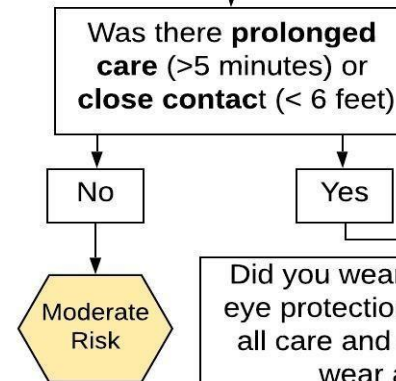 Was there prolonged
care (>5 minutes) or
close contact (< 6 feet)
No
Yes
Moderate
Risk
Did you wear
eye protection
all care and
wear